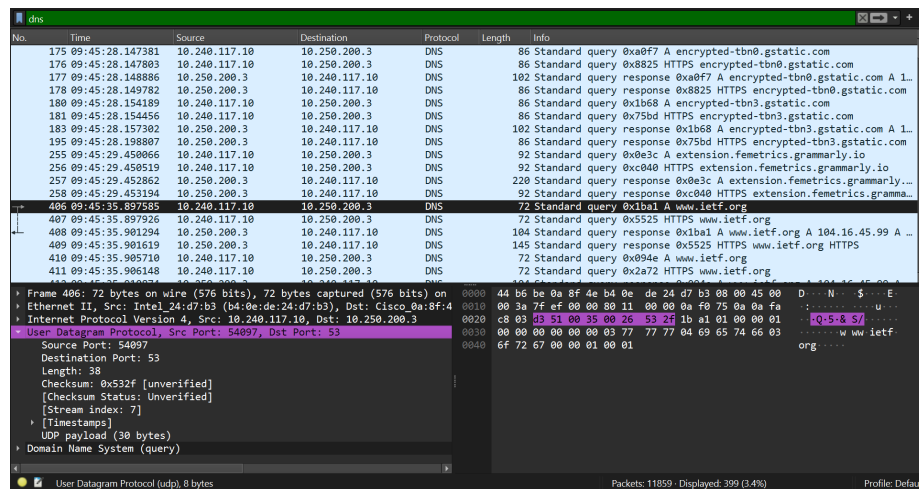 dns
No. Time Source Destination Protocol Length Info
175 09:45:28.147381 10.240.117.10 10.250.200.3 DNS 86 Standard query 0xa0f7 A encrypted-tbn0.gstatic.com
176 09:45:28.147803 10.240.117.10 10.250.200.3 DNS 86 Standard query 0x8825 HTTPS encrypted-tbn0.gstatic.com
177 09:45:28.148886 10.250.200.3 10.240.117.10 DNS 102 Standard query response 0xa0f7 A encrypted-tbn0.gstatic.com A 1…
178 09:45:28.149782 10.250.200.3 10.240.117.10 DNS 86 Standard query response 0x8825 HTTPS encrypted-tbn0.gstatic.com
180 09:45:28.154189 10.240.117.10 10.250.200.3 DNS 86 Standard query 0x1b68 A encrypted-tbn3.gstatic.com
181 09:45:28.154456 10.240.117.10 10.250.200.3 DNS 86 Standard query 0x75bd HTTPS encrypted-tbn3.gstatic.com
183 09:45:28.157302 10.250.200.3 10.240.117.10 DNS 102 Standard query response 0x1b68 A encrypted-tbn3.gstatic.com A 1…
195 09:45:28.198807 10.250.200.3 10.240.117.10 DNS 86 Standard query response 0x75bd HTTPS encrypted-tbn3.gstatic.com
255 09:45:29.450066 10.240.117.10 10.250.200.3 DNS 92 Standard query 0x0e3c A extension.femetrics.grammarly.io
256 09:45:29.450519 10.240.117.10 10.250.200.3 DNS 92 Standard query 0xc040 HTTPS extension.femetrics.grammarly.io
257 09:45:29.452862 10.250.200.3 10.240.117.10 DNS 220 Standard query response 0x0e3c A extension.femetrics.grammarly.…
258 09:45:29.453194 10.250.200.3 10.240.117.10 DNS 92 Standard query response 0xc040 HTTPS extension.femetrics.gramma…
406 09:45:35.897585 10.240.117.10 10.250.200.3 DNS 72 Standard query 0x1ba1 A www.ietf.org
407 09:45:35.897926 10.240.117.10 10.250.200.3 DNS 72 Standard query 0x5525 HTTPS www.ietf.org
408 09:45:35.901294 10.250.200.3 10.240.117.10 DNS 104 Standard query response 0x1ba1 A www.ietf.org A 104.16.45.99 A …
409 09:45:35.901619 10.250.200.3 10.240.117.10 DNS 145 Standard query response 0x5525 HTTPS www.ietf.org HTTPS
410 09:45:35.905710 10.240.117.10 10.250.200.3 DNS 72 Standard query 0x094e A www.ietf.org
411 09:45:35.906148 10.240.117.10 10.250.200.3 DNS 72 Standard query 0x2a72 HTTPS www.ietf.org
Frame 406: 72 bytes on wire (576 bits), 72 bytes captured (576 bits) on
Ethernet II, Src: Intel_24:d7:b3 (b4:0e:de:24:d7:b3), Dst: Cisco_0a:8f:4
Internet Protocol Version 4, Src: 10.240.117.10, Dst: 10.250.200.3
User Datagram Protocol, Src Port: 54097, Dst Port: 53
Source Port: 54097
Destination Port: 53
Length: 38
Checksum: 0x532f [unverified]
[Checksum Status: Unverified]
[Stream index: 7]
[Timestamps]
UDP payload (30 bytes)
Domain Name System (query)
0000 44 b6 be 0a 8f 4e b4 0e de 24 d7 b3 08 00 45 00 D····N·· ·$····E·
0010 00 3a 7f ef 00 00 80 11 00 00 0a f0 75 0a 0a fa ·:······ ····u···
0020 c8 03 d3 51 00 35 00 26 53 2f 1b a1 01 00 00 01 ···Q·5·& S/······
0030 00 00 00 00 00 00 03 77 77 77 04 69 65 74 66 03 ·······w ww·ietf·
0040 6f 72 67 00 00 01 00 01 org·····
User Datagram Protocol (udp), 8 bytes
Packets: 11859 · Displayed: 399 (3.4%)
Profile: Defau